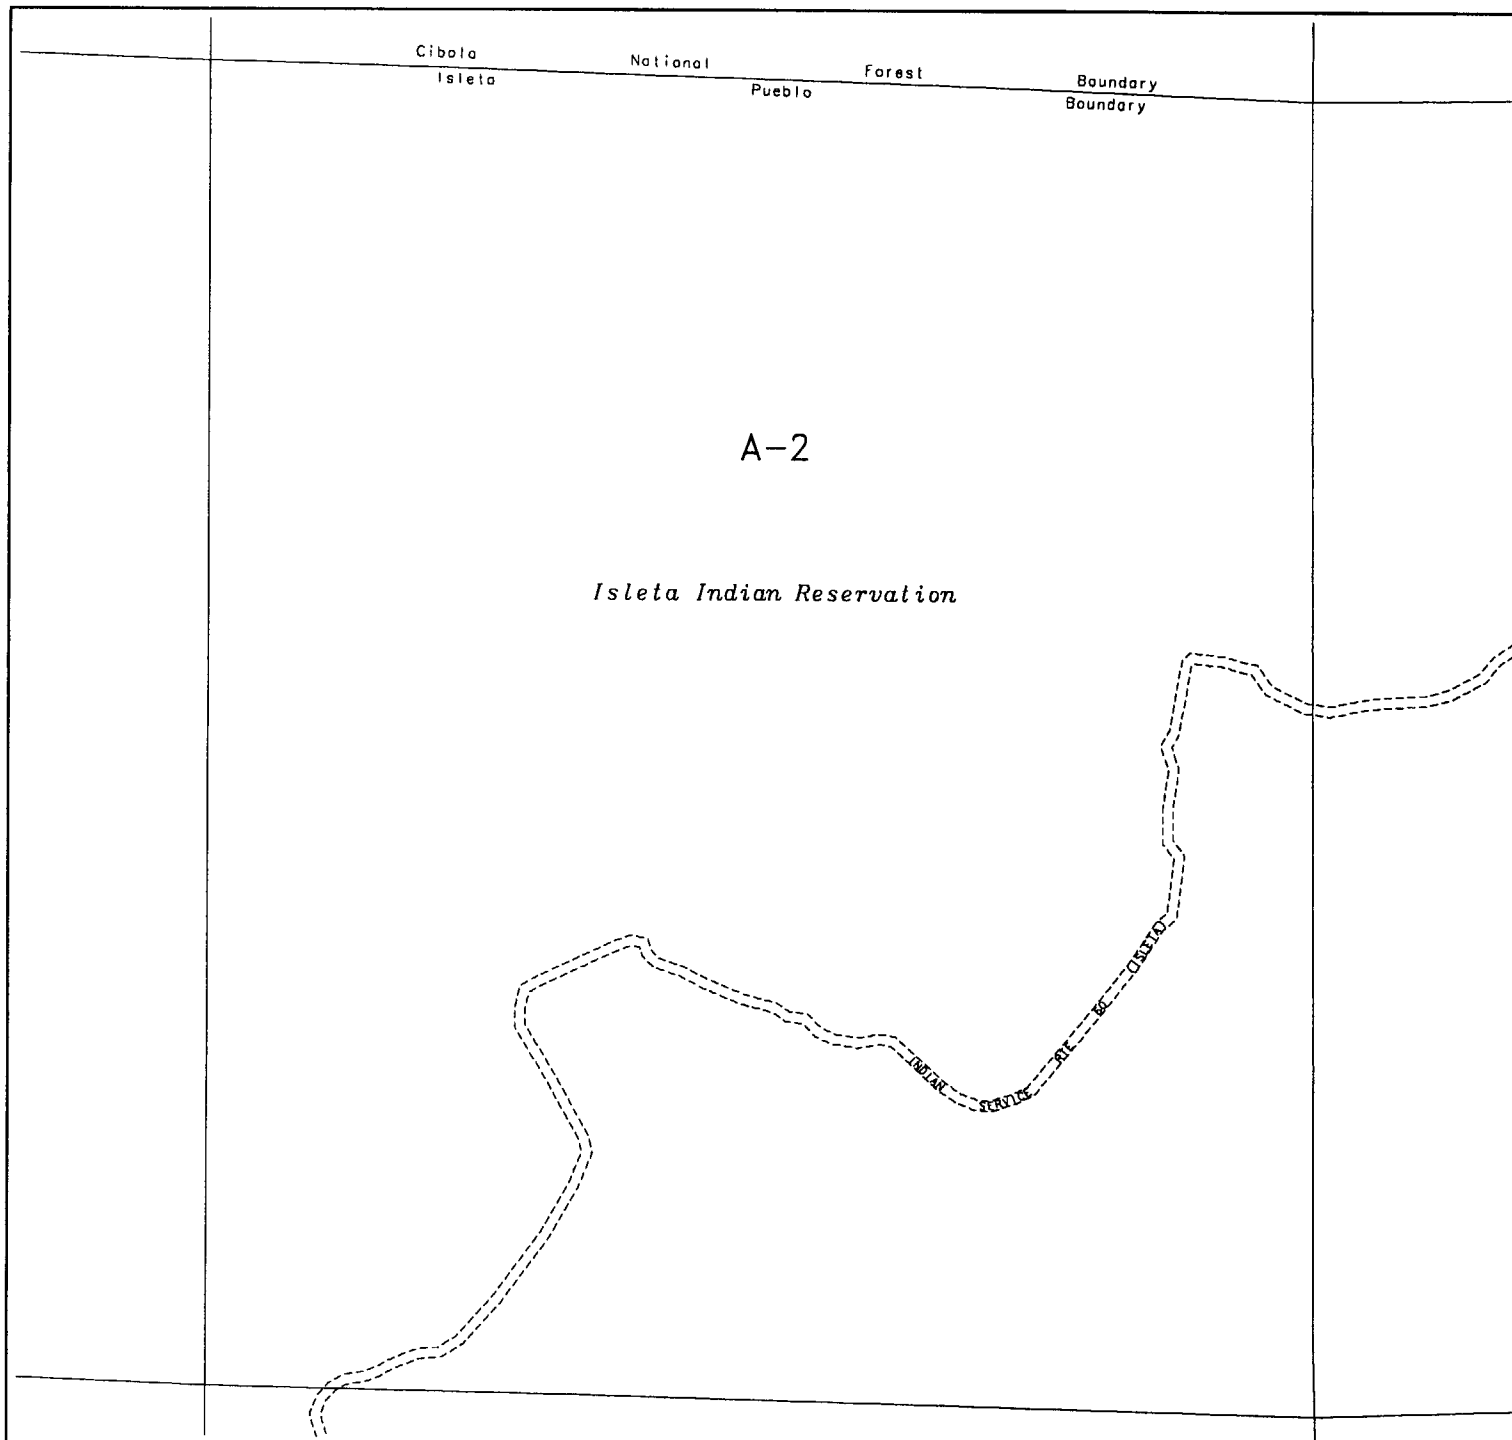 Cibola National Forest Boundary
Isleta Pueblo Boundary
A-2
Isleta Indian Reservation
INDIAN SERVICE RTE 60 (ISLETA)